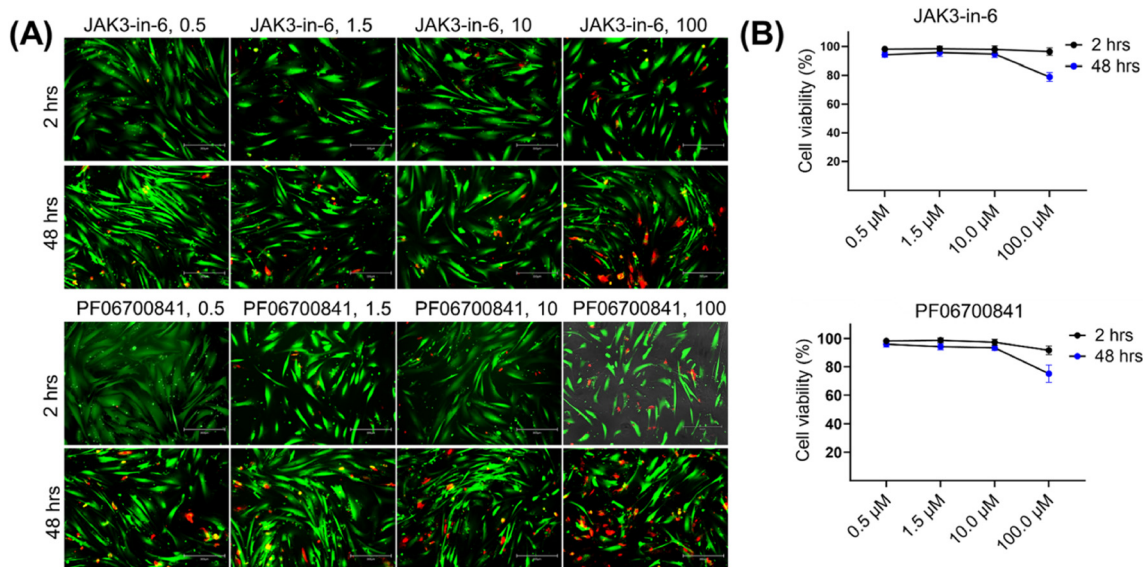 (A)
JAK3-in-6, 0.5 JAK3-in-6, 1.5 JAK3-in-6, 10 JAK3-in-6, 100
2 hrs
48 hrs
PF06700841, 0.5 PF06700841, 1.5 PF06700841, 10 PF06700841, 100
2 hrs
48 hrs
(B)
JAK3-in-6
Cell viability (%)
100
80
60
40
20
2 hrs
48 hrs
0.5 µM
1.5 µM
10.0 µM
100.0 µM
PF06700841
Cell viability (%)
100
80
60
40
20
2 hrs
48 hrs
0.5 µM
1.5 µM
10.0 µM
100.0 µM